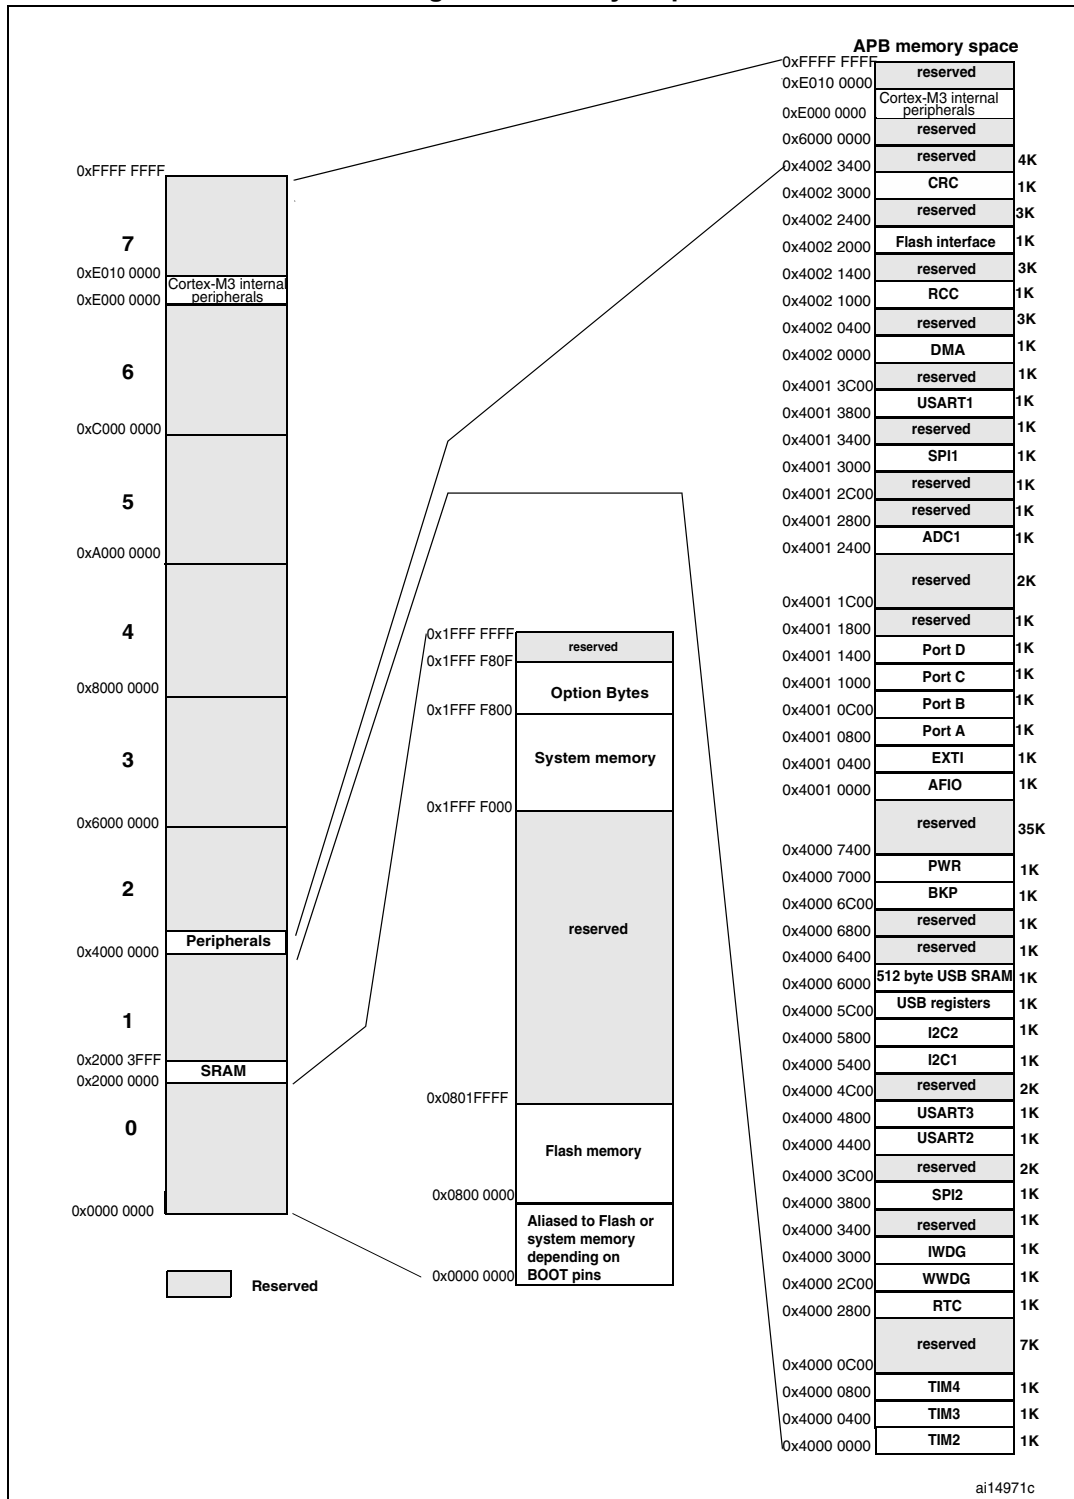 APB memory space
0xFFFF FFFF
reserved
0xE010 0000
Cortex-M3 internal
peripherals
0xE000 0000
reserved
0x6000 0000
reserved
4K
0x4002 3400
CRC
1K
0x4002 3000
reserved
3K
0x4002 2400
Flash interface
1K
0x4002 2000
reserved
3K
0x4002 1400
RCC
1K
0x4002 1000
reserved
3K
0x4002 0400
DMA
1K
0x4002 0000
reserved
1K
0x4001 3C00
USART1
1K
0x4001 3800
reserved
1K
0x4001 3400
SPI1
1K
0x4001 3000
reserved
1K
0x4001 2C00
reserved
1K
0x4001 2800
ADC1
1K
0x4001 2400
reserved
2K
0x4001 1C00
reserved
1K
0x4001 1800
Port D
1K
0x4001 1400
Port C
1K
0x4001 1000
Port B
1K
0x4001 0C00
Port A
1K
0x4001 0800
EXTI
1K
0x4001 0400
AFIO
1K
0x4001 0000
reserved
35K
0x4000 7400
PWR
1K
0x4000 7000
BKP
1K
0x4000 6C00
reserved
1K
0x4000 6800
reserved
1K
0x4000 6400
512 byte USB SRAM
1K
0x4000 6000
USB registers
1K
0x4000 5C00
I2C2
1K
0x4000 5800
I2C1
1K
0x4000 5400
reserved
2K
0x4000 4C00
USART3
1K
0x4000 4800
USART2
1K
0x4000 4400
reserved
2K
0x4000 3C00
SPI2
1K
0x4000 3800
reserved
1K
0x4000 3400
IWDG
1K
0x4000 3000
WWDG
1K
0x4000 2C00
RTC
1K
0x4000 2800
reserved
7K
0x4000 0C00
TIM4
1K
0x4000 0800
TIM3
1K
0x4000 0400
TIM2
1K
0x4000 0000
0xFFFF FFFF
7
0xE010 0000
Cortex-M3 internal
peripherals
0xE000 0000
6
0xC000 0000
5
0xA000 0000
4
0x8000 0000
3
0x6000 0000
2
Peripherals
0x4000 0000
1
0x2000 3FFF
SRAM
0x2000 0000
0
0x0000 0000
Reserved
0x1FFF FFFF
reserved
0x1FFF F80F
Option Bytes
0x1FFF F800
System memory
0x1FFF F000
reserved
0x0801FFFF
Flash memory
0x0800 0000
Aliased to Flash or
system memory
depending on
BOOT pins
0x0000 0000
ai14971c